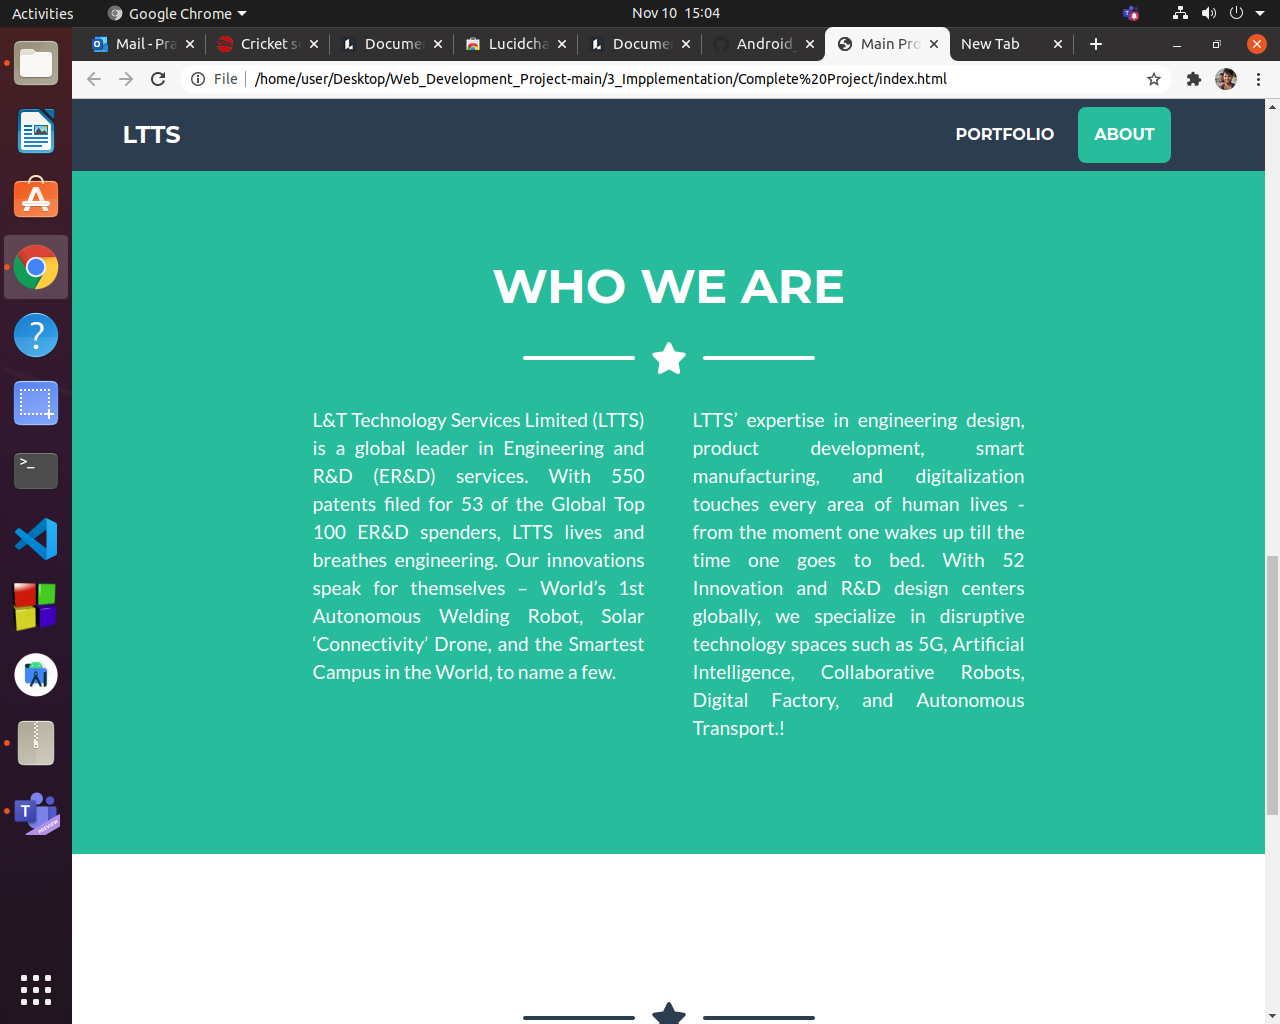 Activities
Google Chrome
Nov 10 15:04
Mail - Pra
Cricket sc
Documen
Lucidcha
Documen
Android_
Main Pro
New Tab
File
/home/user/Desktop/Web_Development_Project-main/3_Impplementation/Complete%20Project/index.html
LTTS
PORTFOLIO
ABOUT
WHO WE ARE
L&T Technology Services Limited (LTTS)
is a global leader in Engineering and
R&D (ER&D) services. With 550
patents filed for 53 of the Global Top
100 ER&D spenders, LTTS lives and
breathes engineering. Our innovations
speak for themselves – World’s 1st
Autonomous Welding Robot, Solar
‘Connectivity’ Drone, and the Smartest
Campus in the World, to name a few.
LTTS’ expertise in engineering design,
product development, smart
manufacturing, and digitalization
touches every area of human lives -
from the moment one wakes up till the
time one goes to bed. With 52
Innovation and R&D design centers
globally, we specialize in disruptive
technology spaces such as 5G, Artificial
Intelligence, Collaborative Robots,
Digital Factory, and Autonomous
Transport.!